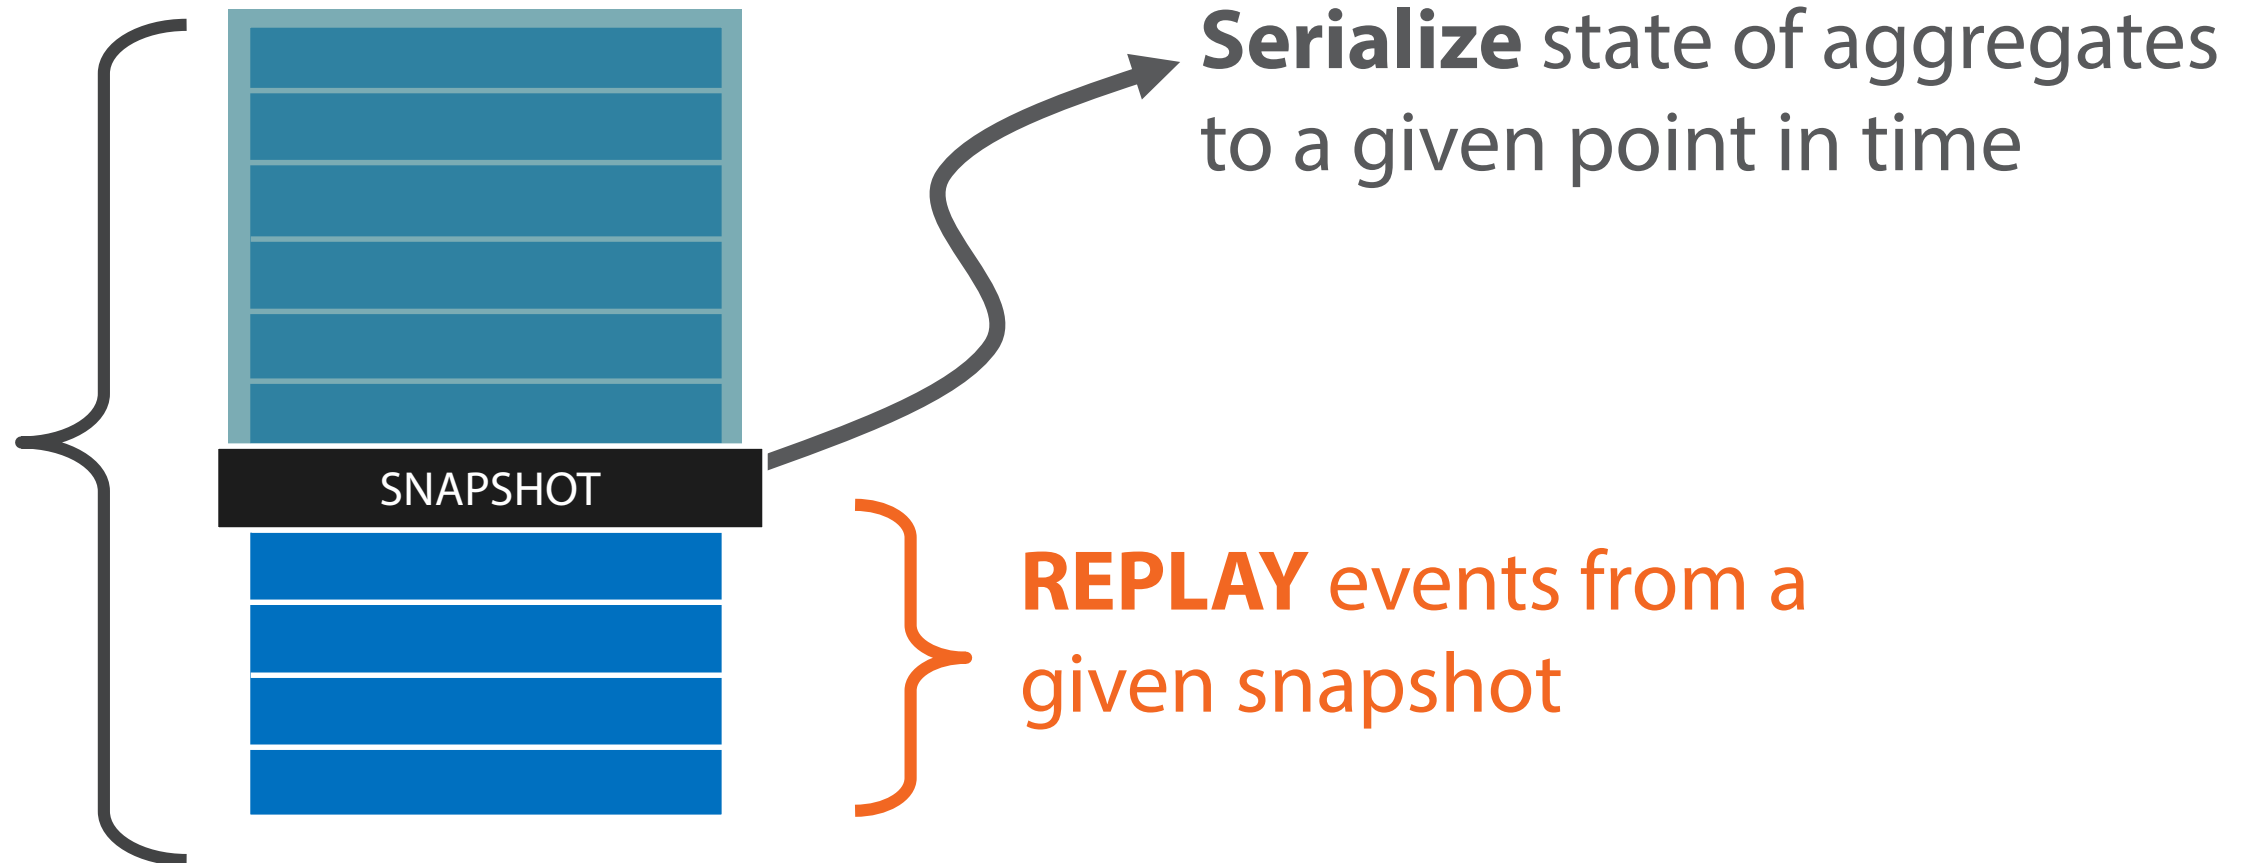 Serialize state of aggregates
to a given point in time
SNAPSHOT
REPLAY events from a
given snapshot